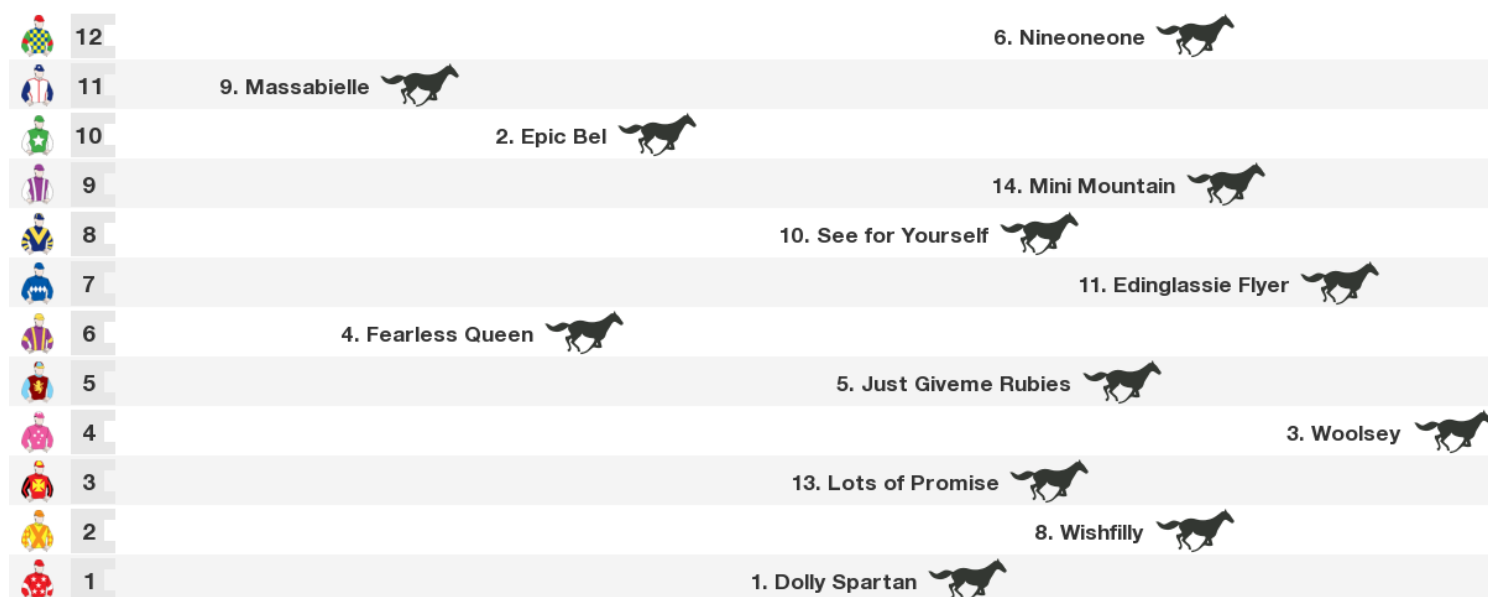 12 6. Nineoneone
11 9. Massabielle
10 2. Epic Bel
9 14. Mini Mountain
8 10. See for Yourself
7 11. Edinglassie Flyer
6 4. Fearless Queen
5 5. Just Giveme Rubies
4 3. Woolsey
3 13. Lots of Promise
2 8. Wishfilly
1 1. Dolly Spartan